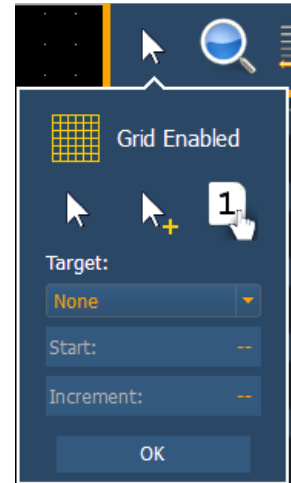 Grid Enabled
1
Target:
None
Start: --
Increment: --
OK